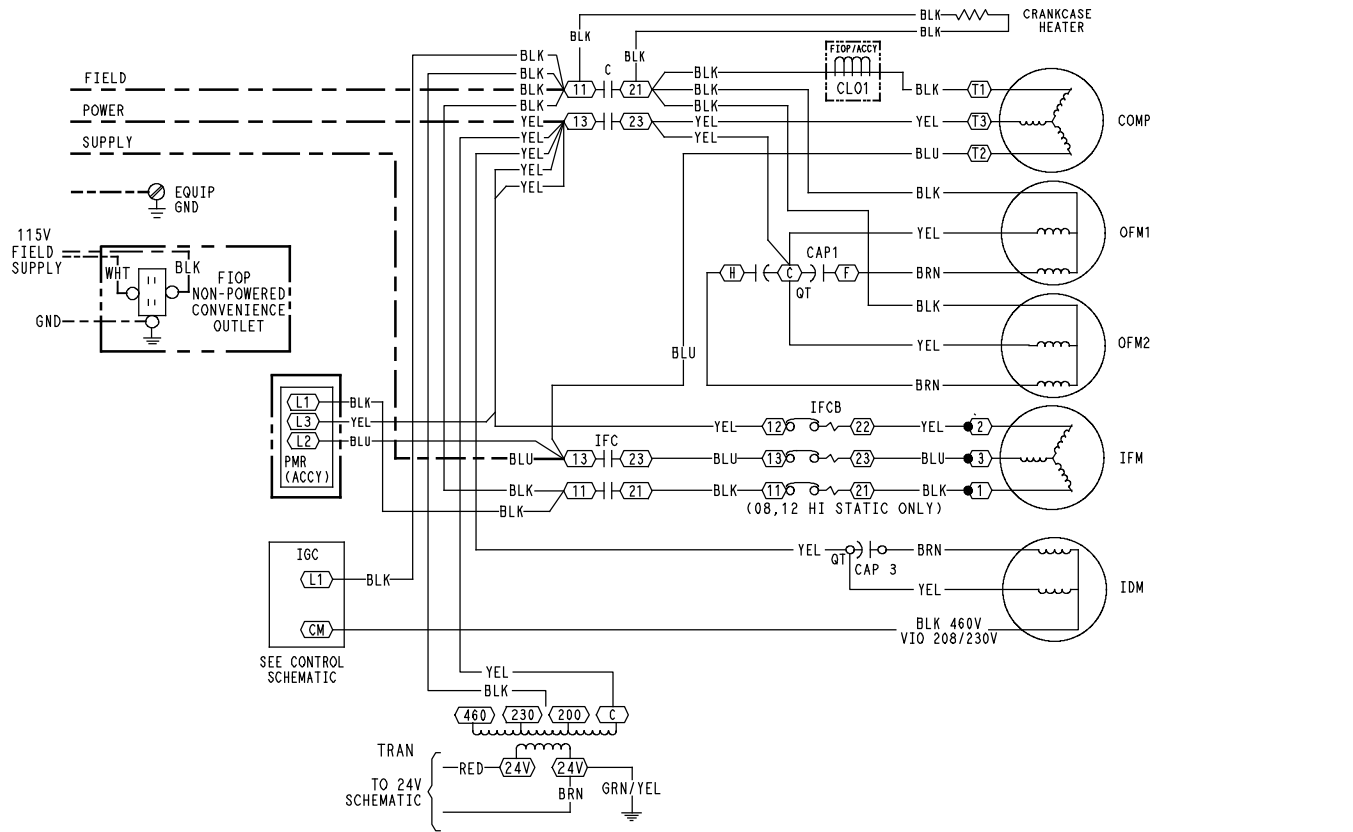 BLK
CRANKCASE
HEATER
BLK
BLK
BLK
FIOP/ACCY
CLO1
BLK
BLK
BLK
FIELD
BLK
11
C
21
BLK
BLK
BLK
BLK
T1
POWER
YEL
13
23
YEL
YEL
T3
COMP
YEL
YEL
SUPPLY
YEL
BLU
T2
YEL
YEL
EQUIP
GND
BLK
115V
FIELD
SUPPLY
WHT
BLK
FIOP
NON-POWERED
CONVENIENCE
OUTLET
GND
YEL
OFM1
CAP1
H
C
F
BRN
QT
BLK
BLU
YEL
OFM2
BRN
L1
BLK
L3
YEL
L2
BLU
PMR
(ACCY)
IFCB
YEL
12
22
YEL
2
IFC
BLU
13
23
BLU
13
23
BLU
3
IFM
BLK
11
21
BLK
11
21
BLK
1
BLK
(08,12 HI STATIC ONLY)
IGC
L1
BLK
CM
SEE CONTROL
SCHEMATIC
YEL
QT
CAP 3
BRN
YEL
IDM
BLK 460V
VIO 208/230V
YEL
BLK
460
230
200
C
TRAN
RED
24V
24V
TO 24V
SCHEMATIC
BRN
GRN/YEL